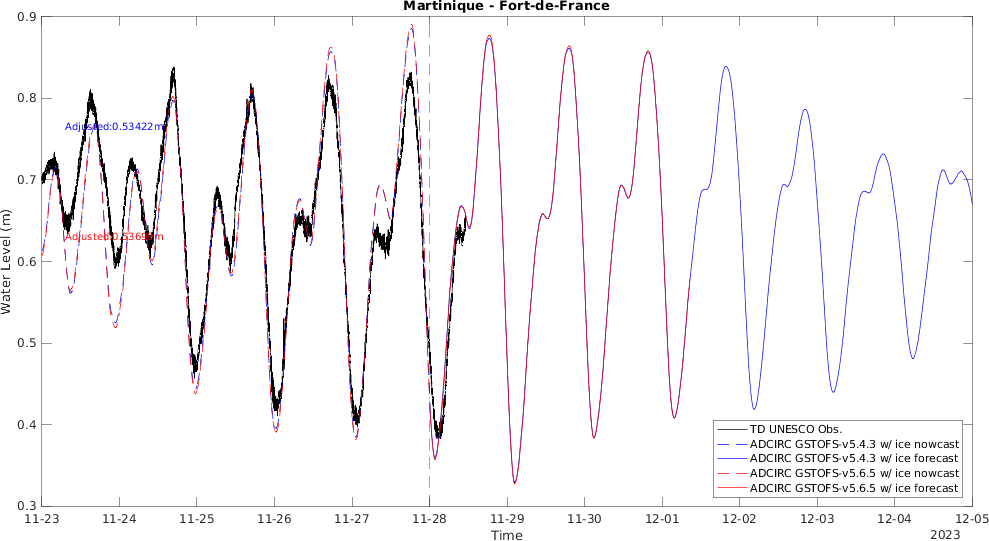 Martinique - Fort-de-France
0.9
0.8
0.7
0.6
0.5
0.4
0.3
Water Level (m)
Adjusted:0.53422m
TD UNESCO Obs.
ADCIRC GSTOFS-v5.4.3 w/ ice nowcast
ADCIRC GSTOFS-v5.4.3 w/ ice forecast
ADCIRC GSTOFS-v5.6.5 w/ ice nowcast
ADCIRC GSTOFS-v5.6.5 w/ ice forecast
11-23 11-24 11-25 11-26 11-27 11-28 11-29 11-30 12-01 12-02 12-03 12-04 12-05
Time
2023